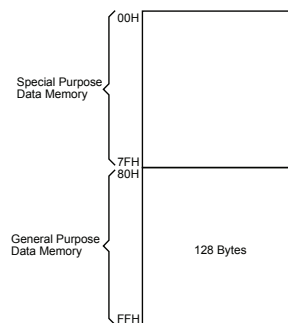 00H
Special Purpose
Data Memory
7FH
80H
General Purpose
Data Memory
128 Bytes
FFH